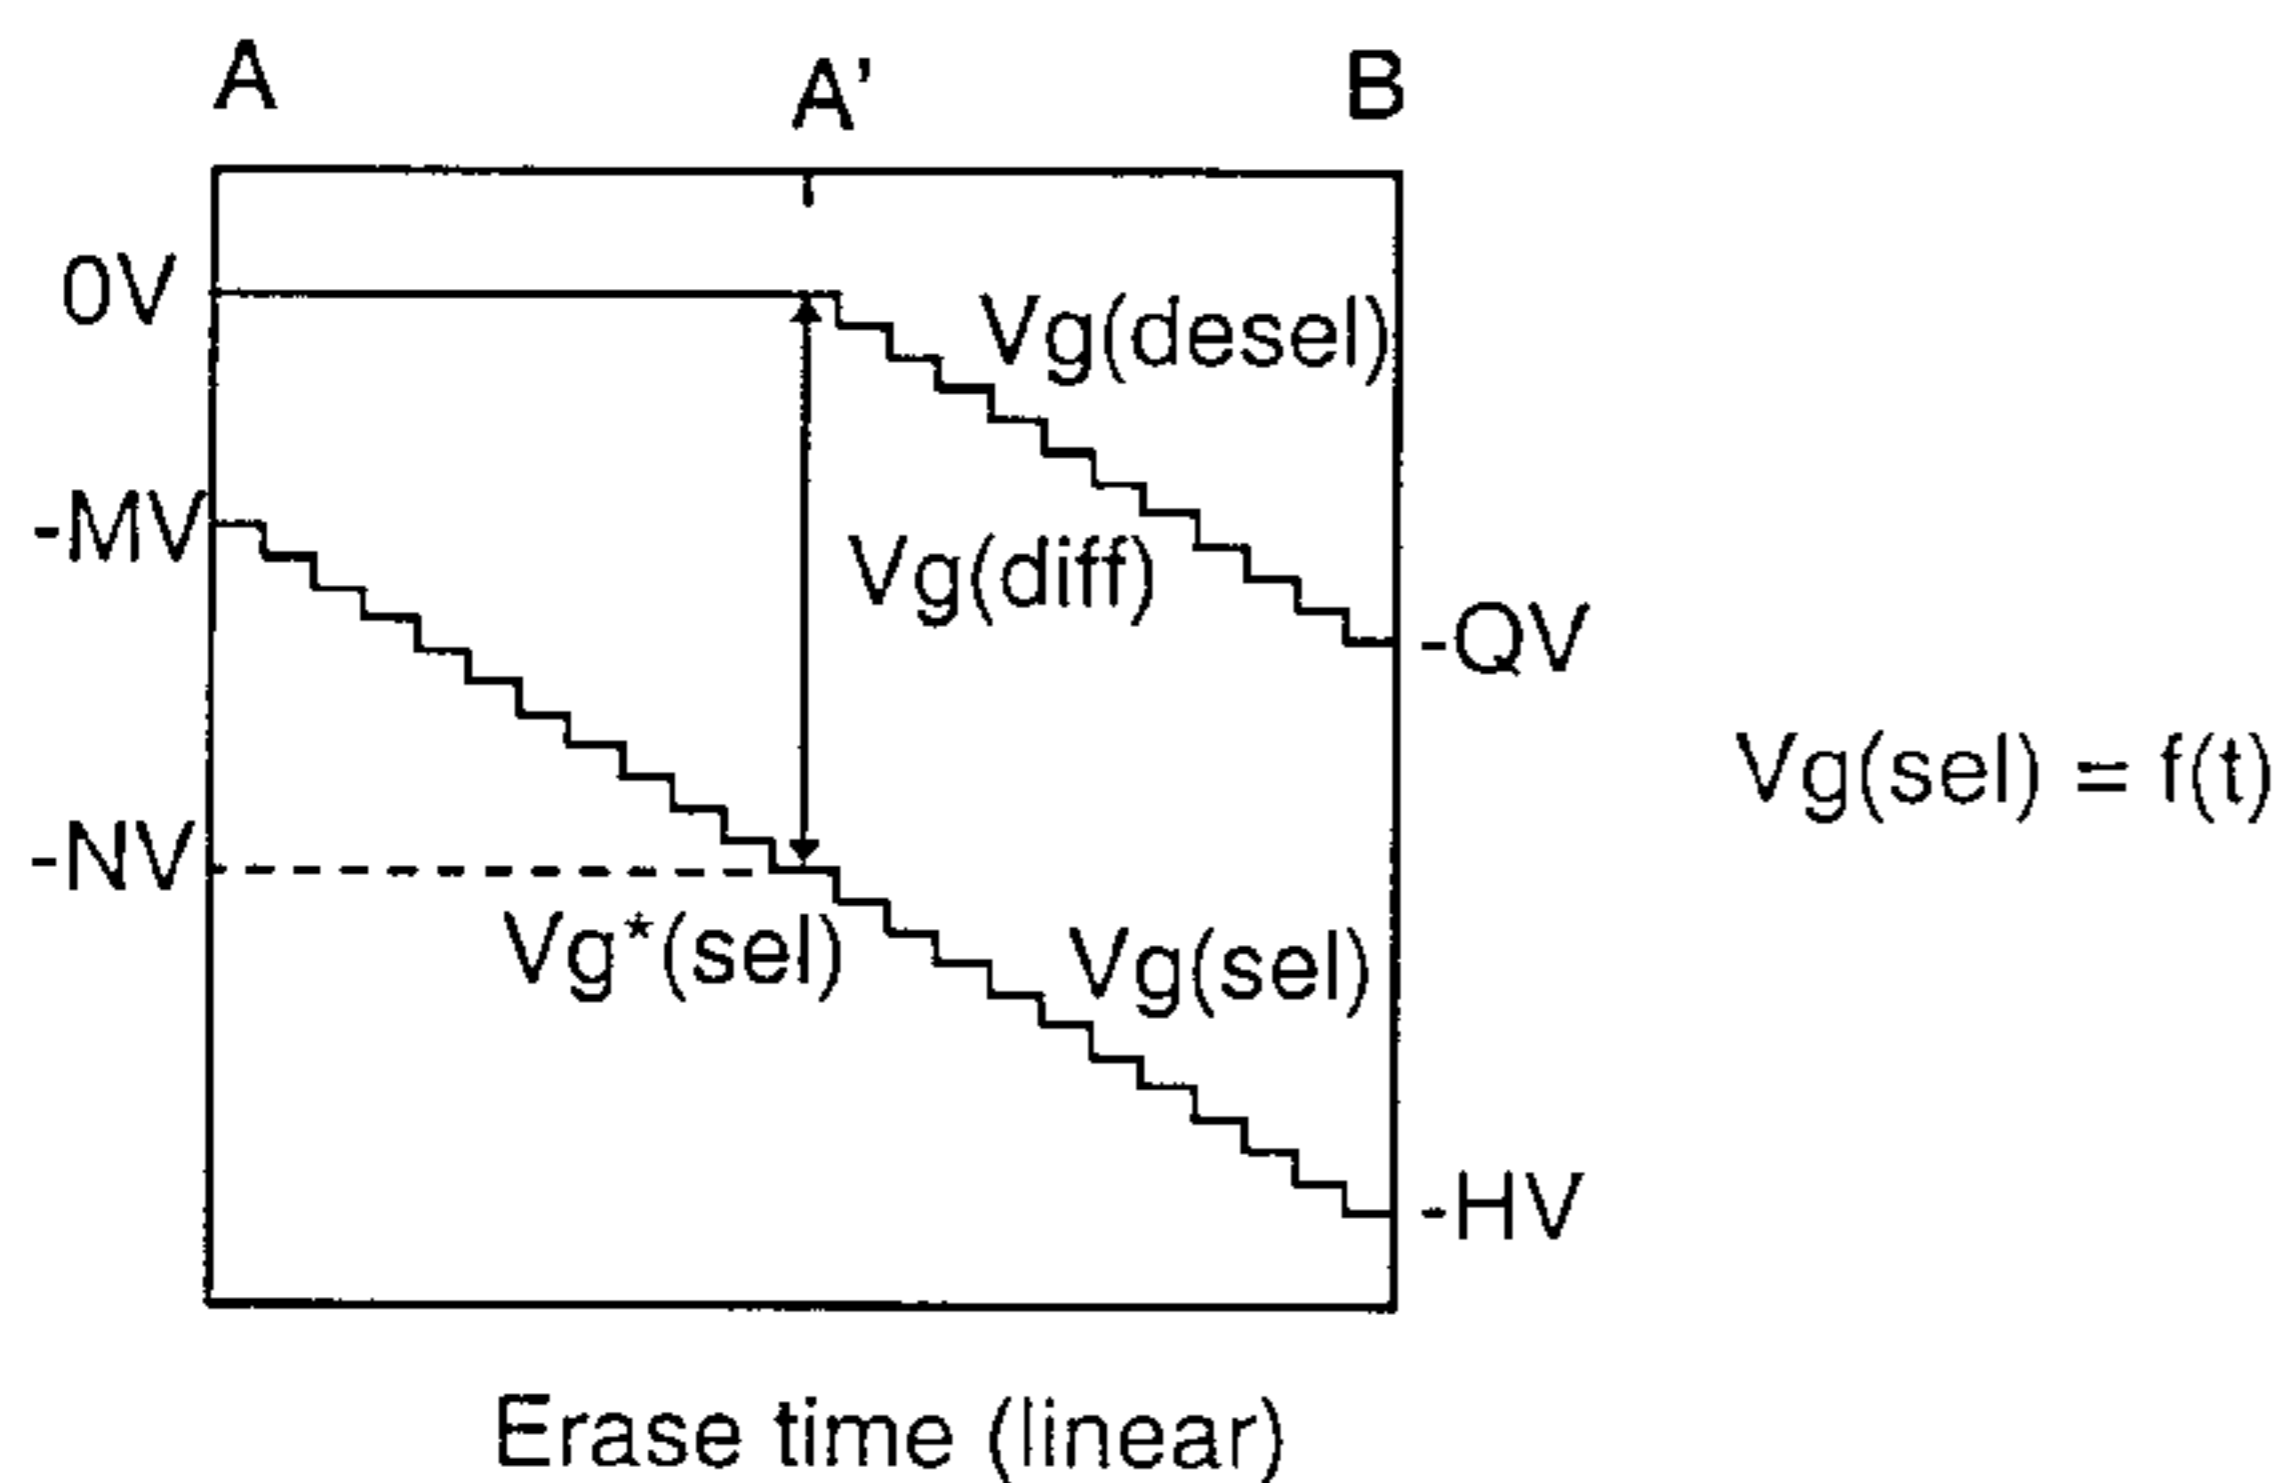 A
A'
B
0V
Vg(desel)
-MV
Vg(diff)
-QV
Vg(sel) = f(t)
-NV
Vg*(sel)
Vg(sel)
-HV
Erase time (linear)